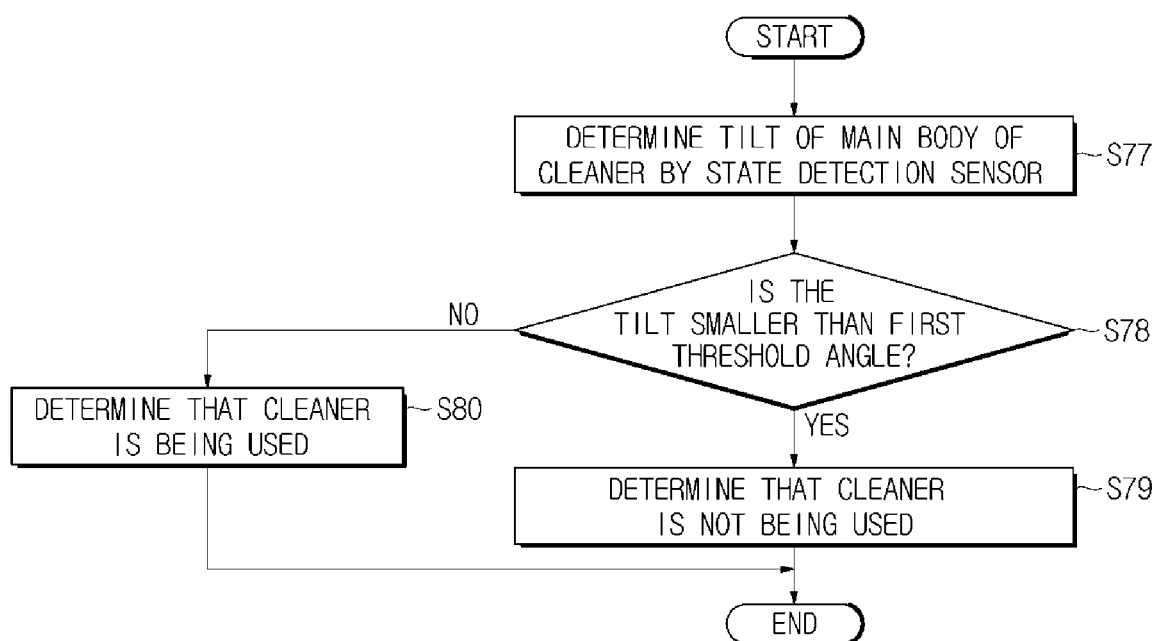 START
DETERMINE TILT OF MAIN BODY OF
CLEANER BY STATE DETECTION SENSOR
S77
IS THE
TILT SMALLER THAN FIRST
THRESHOLD ANGLE?
S78
NO
YES
DETERMINE THAT CLEANER
IS BEING USED
S80
DETERMINE THAT CLEANER
IS NOT BEING USED
S79
END